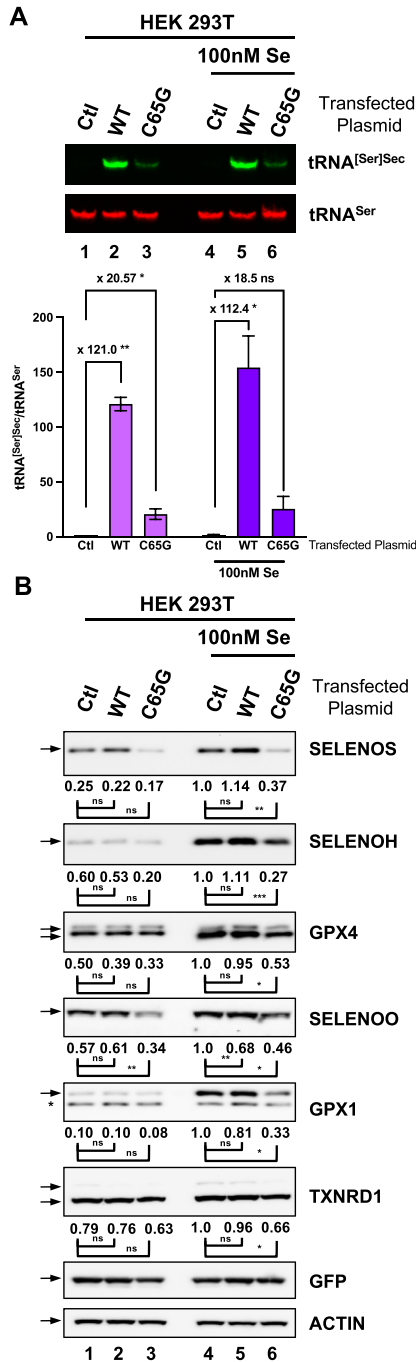 A
HEK 293T
100nM Se
Ctl WT C65G Ctl WT C65G Transfected Plasmid
tRNA[Ser]Sec
tRNASer
1 2 3 4 5 6
x 20.57 * x 18.5 ns
x 121.0 ** x 112.4 *
200
150
100
50
0
tRNA[Ser]Sec/tRNASer
Ctl WT C65G Ctl WT C65G Transfected Plasmid
100nM Se
B
HEK 293T
100nM Se
Ctl WT C65G Ctl WT C65G Transfected Plasmid
SELENOS
0.25 0.22 0.17 1.0 1.14 0.37
ns ns
ns **
SELENOH
0.60 0.53 0.20 1.0 1.11 0.27
ns ns
ns ***
GPX4
0.50 0.39 0.33 1.0 0.95 0.53
ns ns
ns *
SELENOO
0.57 0.61 0.34 1.0 0.68 0.46
ns **
** *
GPX1
*
0.10 0.10 0.08 1.0 0.81 0.33
ns ns
ns *
TXNRD1
0.79 0.76 0.63 1.0 0.96 0.66
ns ns
ns *
GFP
ACTIN
1 2 3 4 5 6